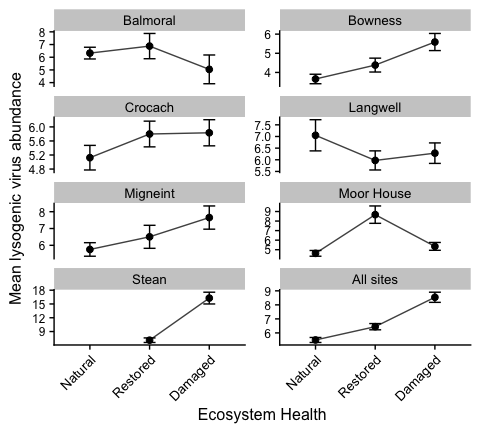 Balmoral
8
7
6
5
4
Bowness
6
4
Crocach
6.0
5.6
5.2
4.8
Langwell
7.5
7.0
6.5
6.0
5.5
Migneint
8
7
6
Moor House
9
8
7
6
5
Stean
18
15
12
9
All sites
9
8
7
6
Natural
Restored
Damaged
Natural
Restored
Damaged
Mean lysogenic virus abundance
Ecosystem Health